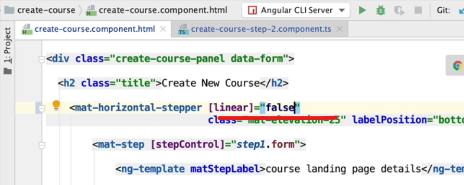 create-course
create-course.component.html
Angular CLI Server
Git:
create-course.component.html
create-course-step-2.component.ts
1: Project
<div class="create-course-panel data-form">
<h2 class="title">Create New Course</h2>
<mat-horizontal-stepper [linear]="false"
class="mat-elevation-z5" labelPosition="botto
<mat-step [stepControl]="step1.form">
<ng-template matStepLabel>course landing page details</ng-tem